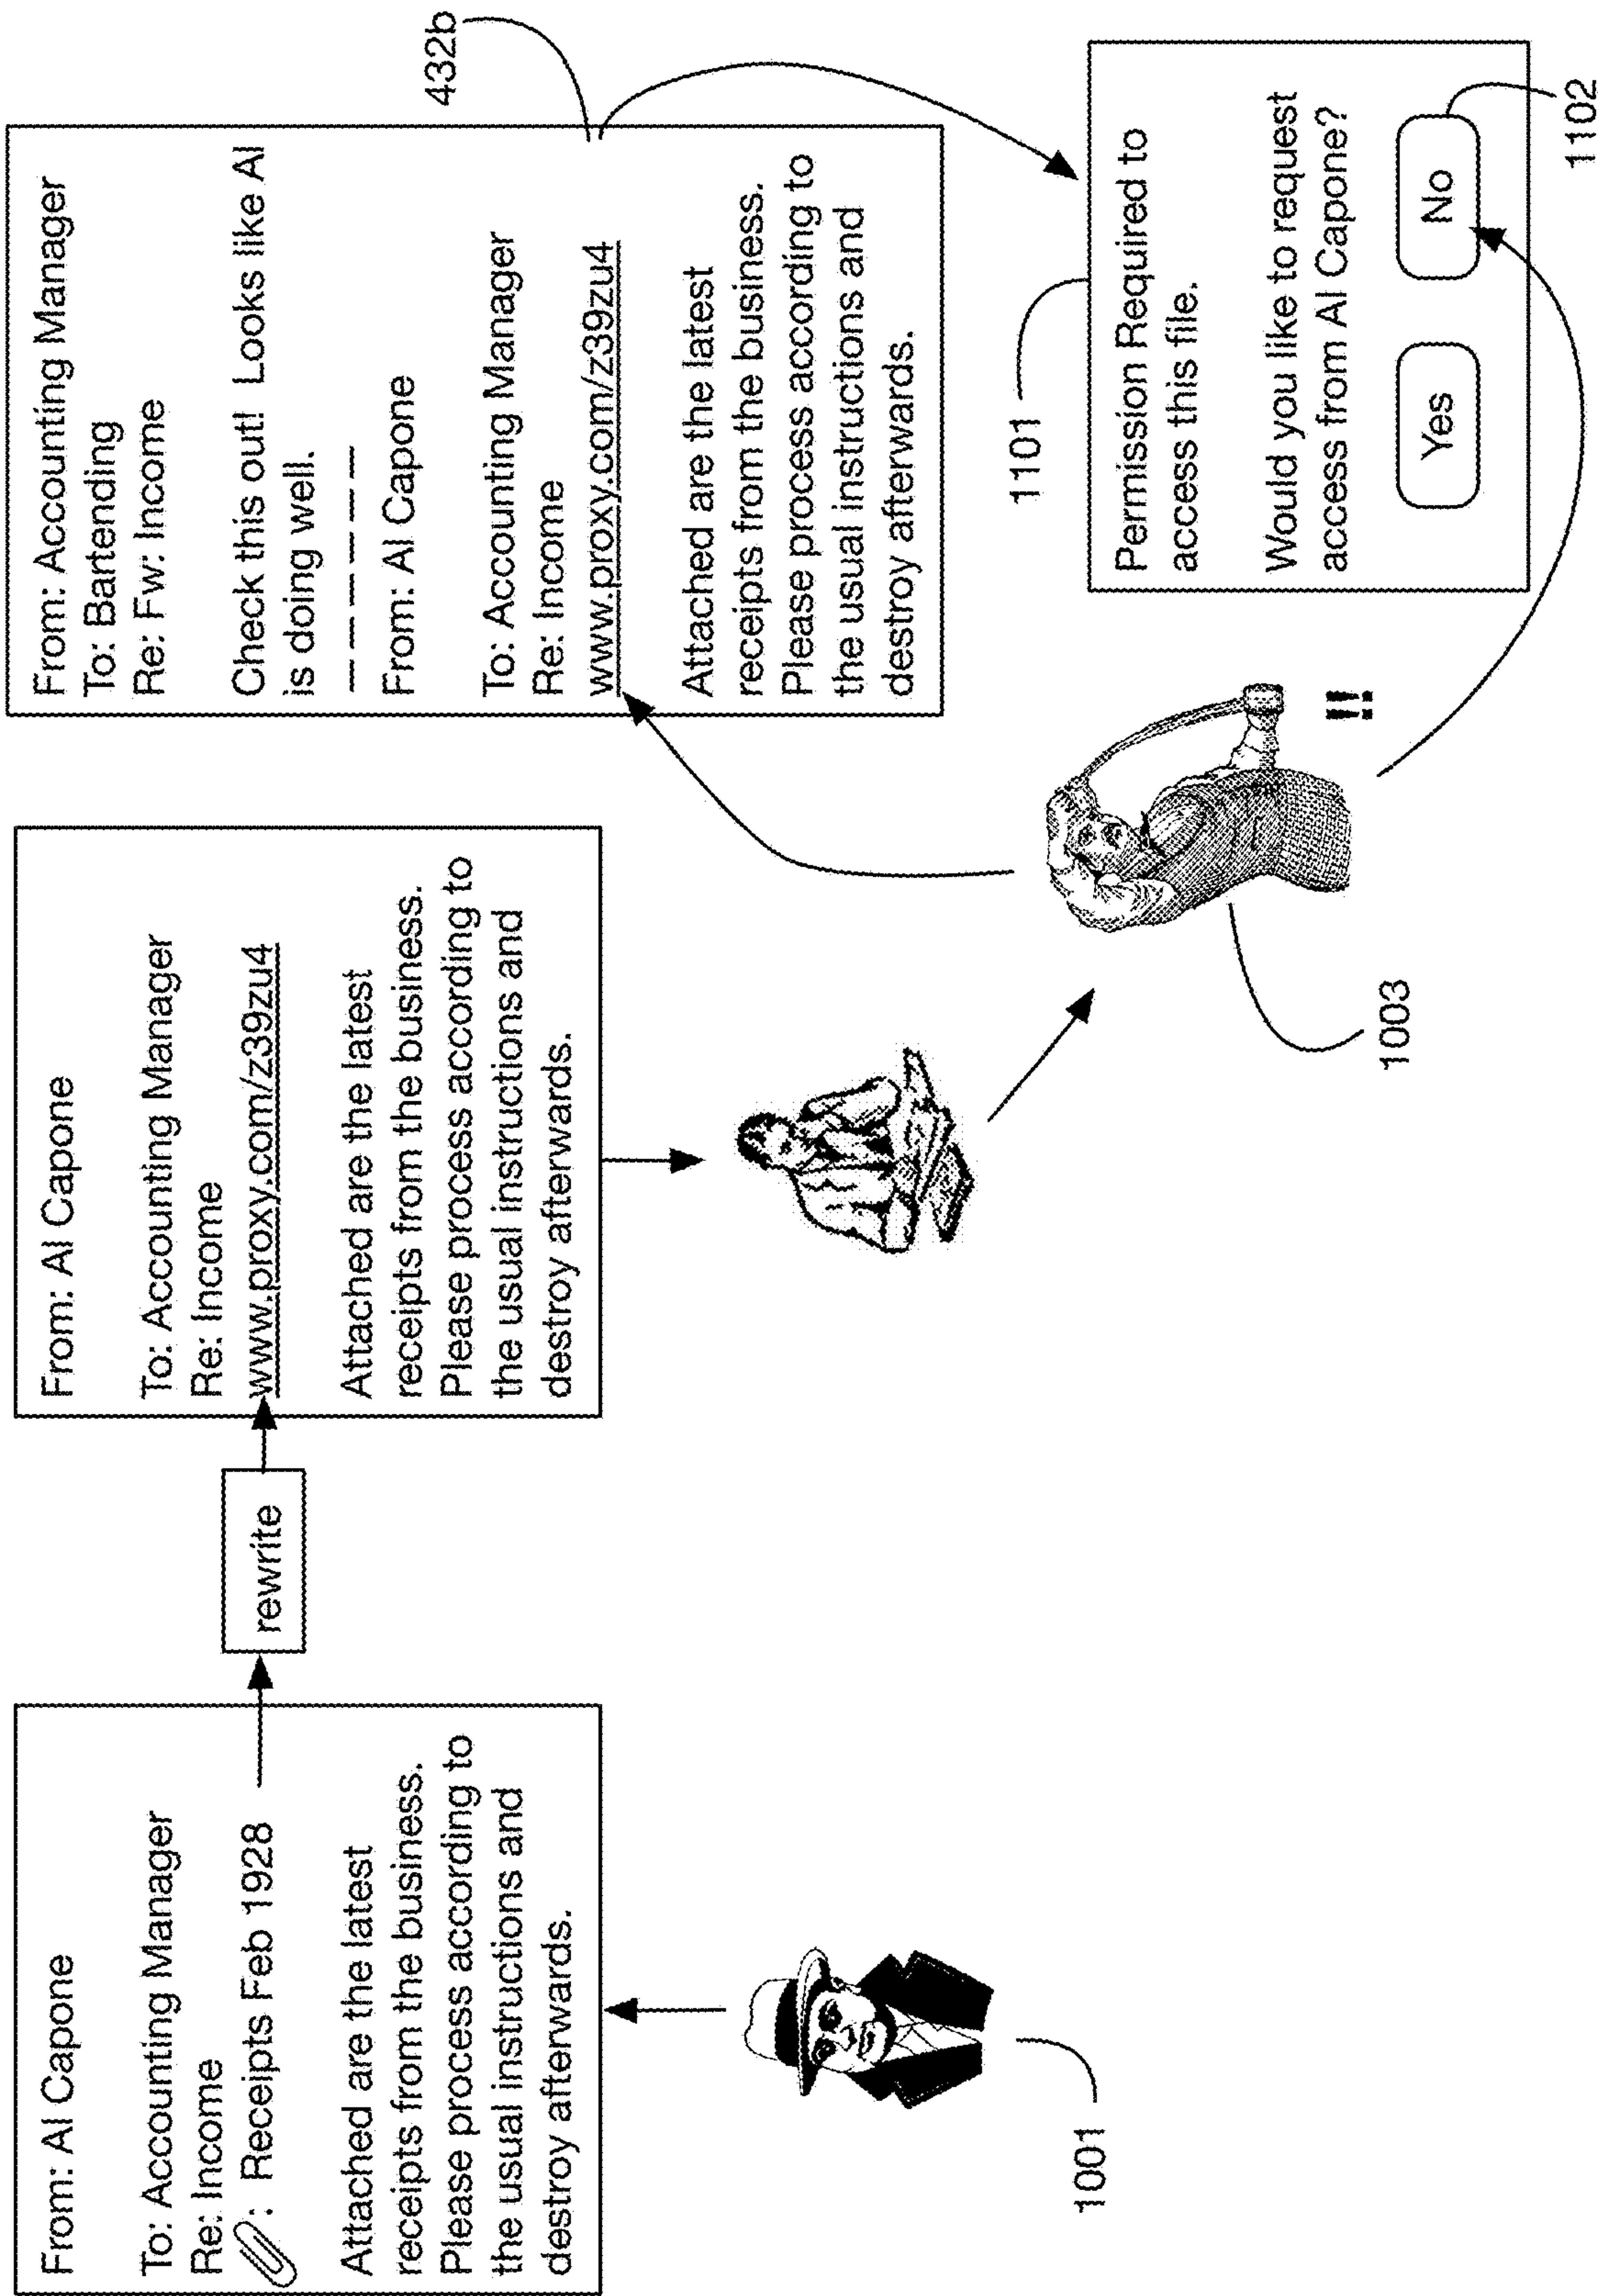 From: Al Capone
To: Accounting Manager
Re: Income
: Receipts Feb 1928
Attached are the latest
receipts from the business.
Please process according to
the usual instructions and
destroy afterwards.
1001
rewrite
From: Al Capone
To: Accounting Manager
Re: Income
www.proxy.com/z39zu4
Attached are the latest
receipts from the business.
Please process according to
the usual instructions and
destroy afterwards.
From: Accounting Manager
To: Bartending
Re: Fw: Income
Check this out! Looks like Al
is doing well.
From: Al Capone
To: Accounting Manager
Re: Income
www.proxy.com/z39zu4
Attached are the latest
receipts from the business.
Please process according to
the usual instructions and
destroy afterwards.
432b
1003
!!
1101
Permission Required to
access this file.
Would you like to request
access from Al Capone?
Yes
No
1102